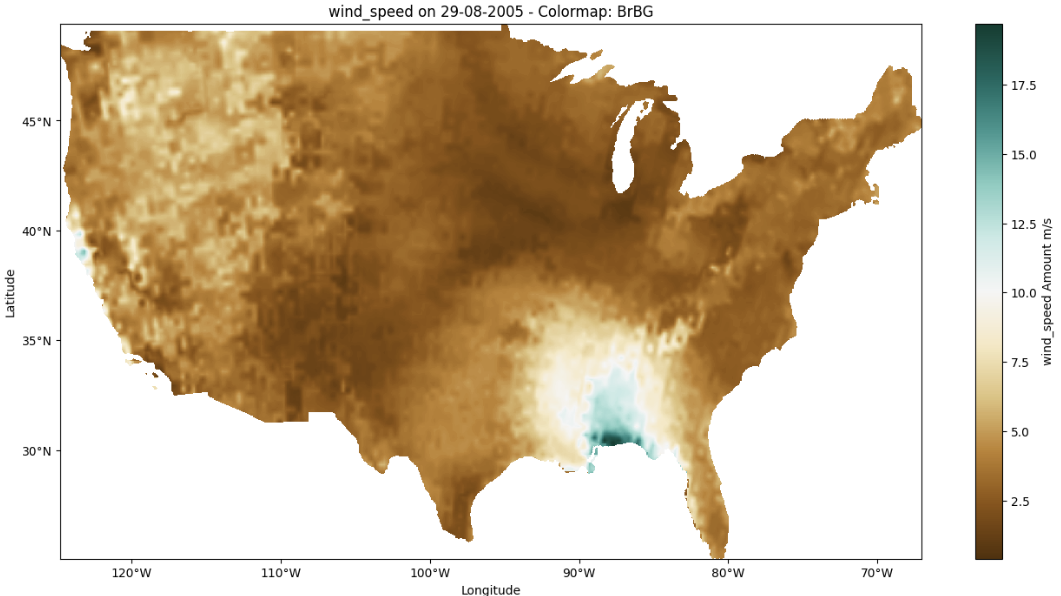 wind_speed on 29-08-2005 - Colormap: BrBG
45°N
40°N
35°N
30°N
Latitude
120°W
110°W
100°W
90°W
80°W
70°W
Longitude
17.5
15.0
12.5
10.0
7.5
5.0
2.5
wind_speed Amount m/s